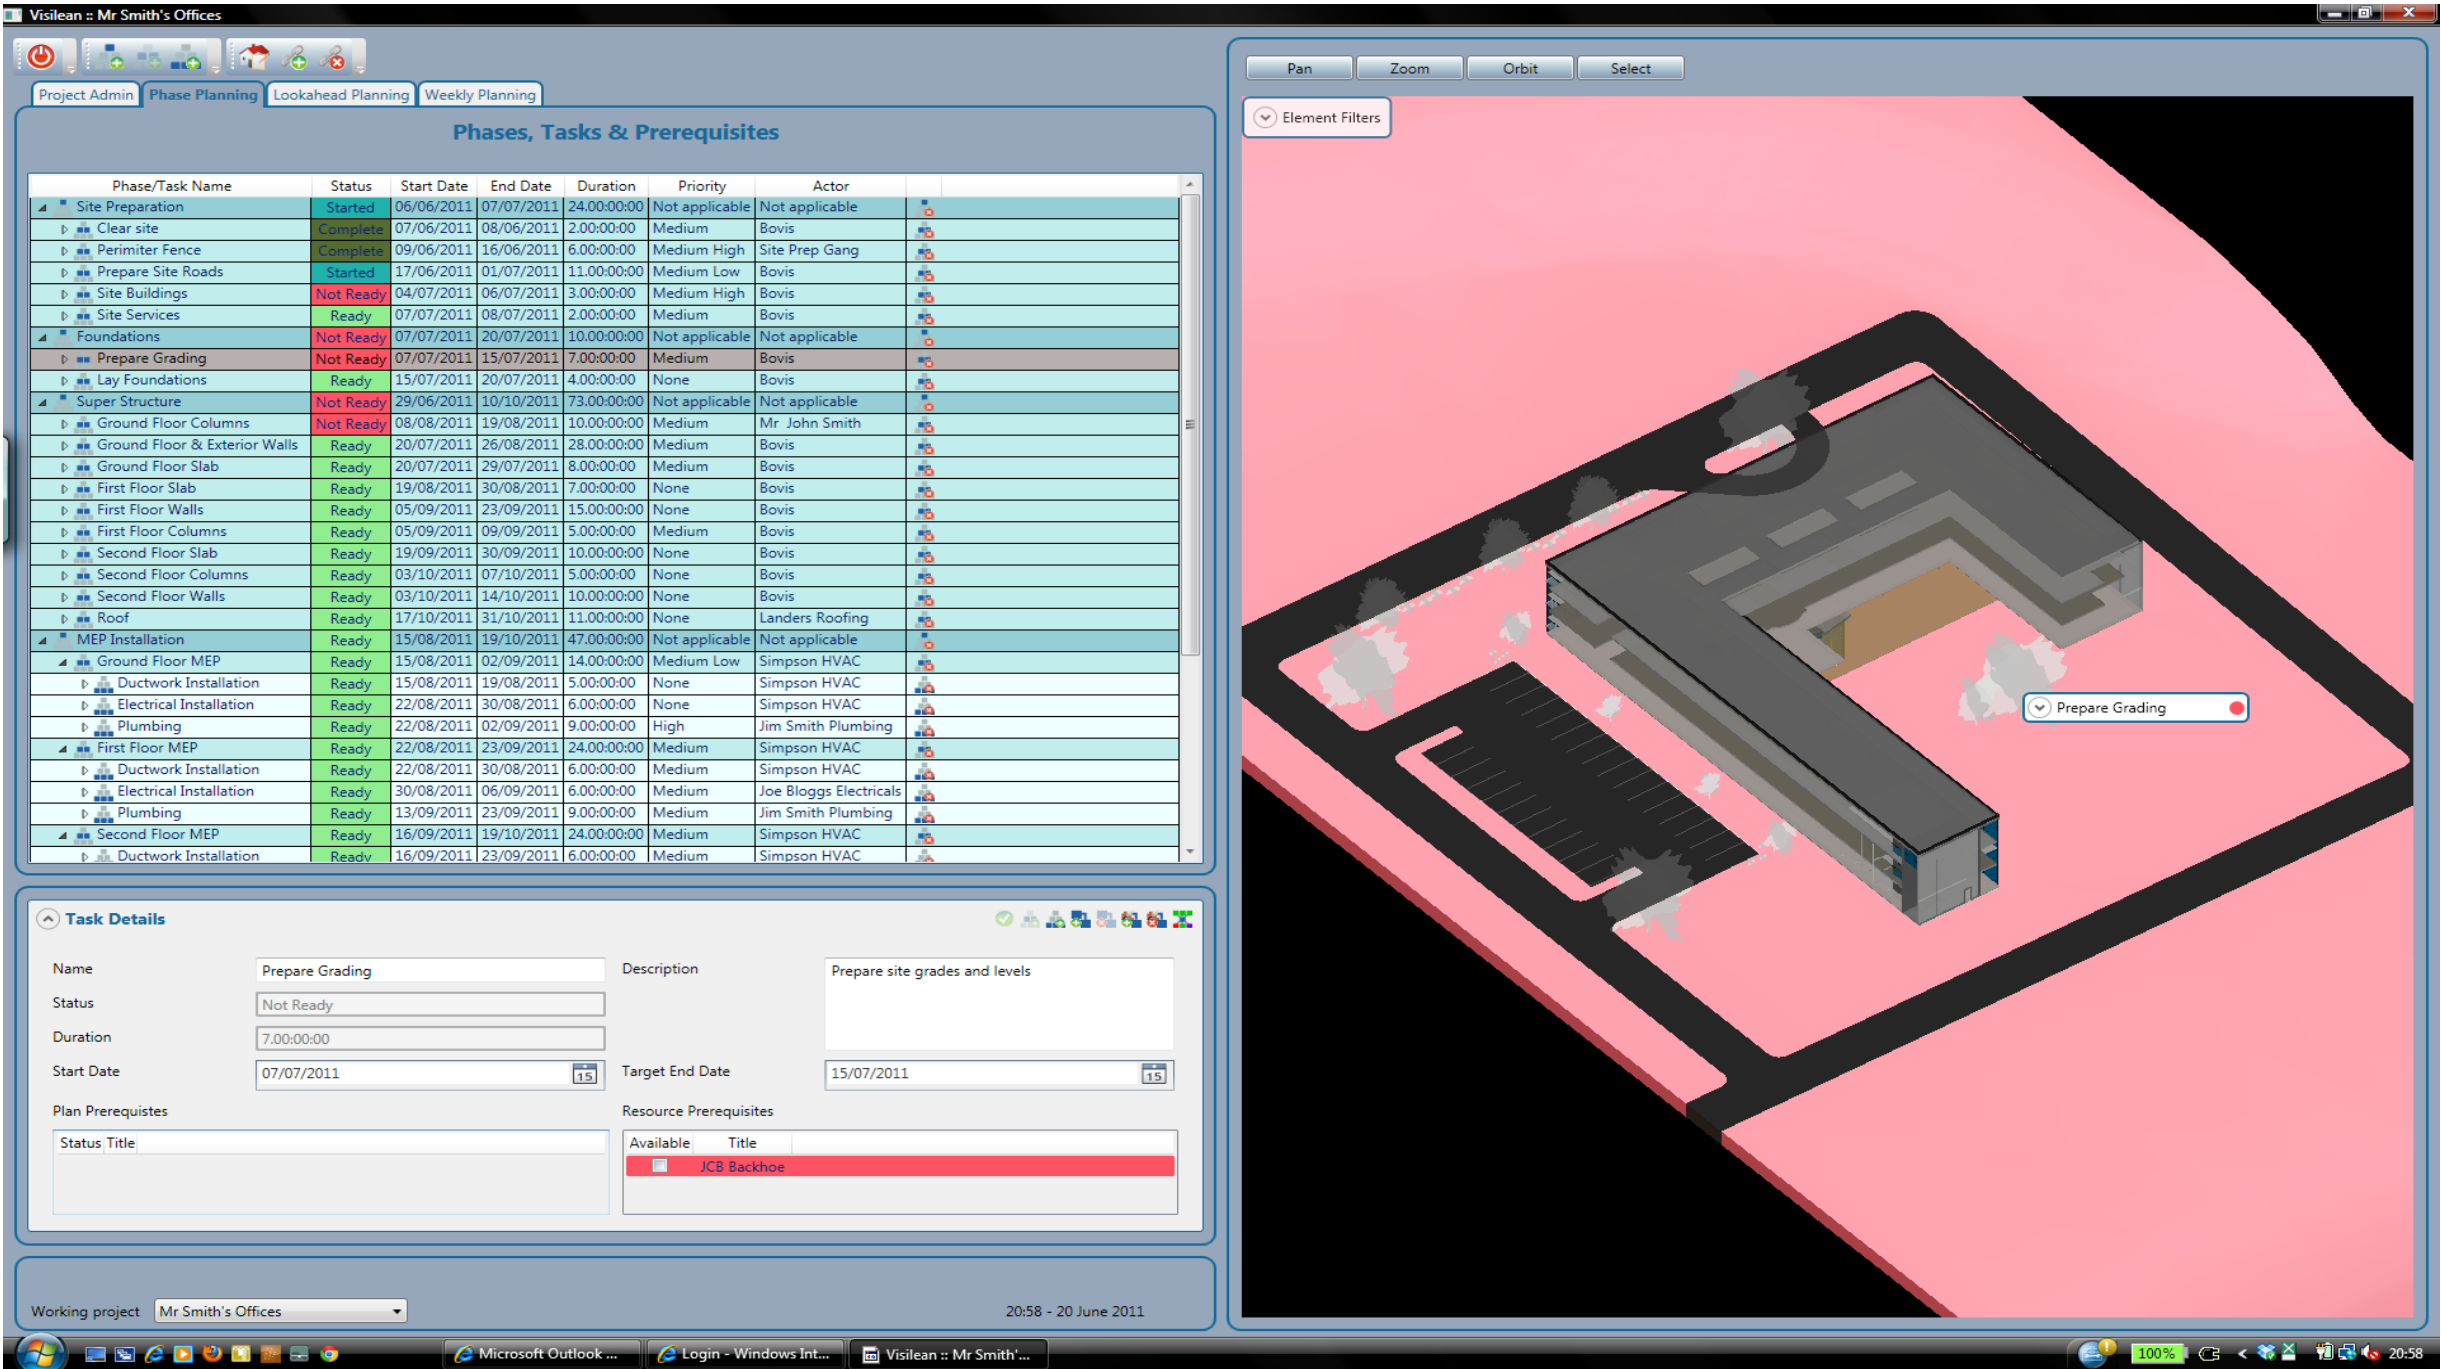 Visilean :: Mr Smith's Offices
Project Admin Phase Planning Lookahead Planning Weekly Planning
Phases, Tasks & Prerequisites
Phase/Task Name Status Start Date End Date Duration Priority Actor
Site Preparation Started 06/06/2011 07/07/2011 24.00:00:00 Not applicable Not applicable
Clear site Complete 07/06/2011 08/06/2011 2.00:00:00 Medium Bovis
Perimiter Fence Complete 09/06/2011 16/06/2011 6.00:00:00 Medium High Site Prep Gang
Prepare Site Roads Started 17/06/2011 01/07/2011 11.00:00:00 Medium Low Bovis
Site Buildings Not Ready 04/07/2011 06/07/2011 3.00:00:00 Medium High Bovis
Site Services Ready 07/07/2011 08/07/2011 2.00:00:00 Medium Bovis
Foundations Not Ready 07/07/2011 20/07/2011 10.00:00:00 Not applicable Not applicable
Prepare Grading Not Ready 07/07/2011 15/07/2011 7.00:00:00 Medium Bovis
Lay Foundations Ready 15/07/2011 20/07/2011 4.00:00:00 None Bovis
Super Structure Not Ready 29/06/2011 10/10/2011 73.00:00:00 Not applicable Not applicable
Ground Floor Columns Not Ready 08/08/2011 19/08/2011 10.00:00:00 Medium Mr John Smith
Ground Floor & Exterior Walls Ready 20/07/2011 26/08/2011 28.00:00:00 Medium Bovis
Ground Floor Slab Ready 20/07/2011 29/07/2011 8.00:00:00 Medium Bovis
First Floor Slab Ready 19/08/2011 30/08/2011 7.00:00:00 None Bovis
First Floor Walls Ready 05/09/2011 23/09/2011 15.00:00:00 None Bovis
First Floor Columns Ready 05/09/2011 09/09/2011 5.00:00:00 Medium Bovis
Second Floor Slab Ready 19/09/2011 30/09/2011 10.00:00:00 None Bovis
Second Floor Columns Ready 03/10/2011 07/10/2011 5.00:00:00 None Bovis
Second Floor Walls Ready 03/10/2011 14/10/2011 10.00:00:00 None Bovis
Roof Ready 17/10/2011 31/10/2011 11.00:00:00 None Landers Roofing
MEP Installation Ready 15/08/2011 19/10/2011 47.00:00:00 Not applicable Not applicable
Ground Floor MEP Ready 15/08/2011 02/09/2011 14.00:00:00 Medium Low Simpson HVAC
Ductwork Installation Ready 15/08/2011 19/08/2011 5.00:00:00 None Simpson HVAC
Electrical Installation Ready 22/08/2011 30/08/2011 6.00:00:00 None Simpson HVAC
Plumbing Ready 22/08/2011 02/09/2011 9.00:00:00 High Jim Smith Plumbing
First Floor MEP Ready 22/08/2011 23/09/2011 24.00:00:00 Medium Simpson HVAC
Ductwork Installation Ready 22/08/2011 30/08/2011 6.00:00:00 Medium Simpson HVAC
Electrical Installation Ready 30/08/2011 06/09/2011 6.00:00:00 Medium Joe Bloggs Electricals
Plumbing Ready 13/09/2011 23/09/2011 9.00:00:00 Medium Jim Smith Plumbing
Second Floor MEP Ready 16/09/2011 19/10/2011 24.00:00:00 Medium Simpson HVAC
Ductwork Installation Ready 16/09/2011 23/09/2011 6.00:00:00 Medium Simpson HVAC
Task Details
Name Prepare Grading Description Prepare site grades and levels
Status Not Ready
Duration 7.00:00:00
Start Date 07/07/2011 15 Target End Date 15/07/2011 15
Plan Prerequistes Resource Prerequisites
Status Title Available Title
JCB Backhoe
Working project Mr Smith's Offices 20:58 - 20 June 2011
Pan Zoom Orbit Select
Element Filters
Prepare Grading
Microsoft Outlook ... Login - Windows Int... Visilean :: Mr Smith'... 100% 20:58